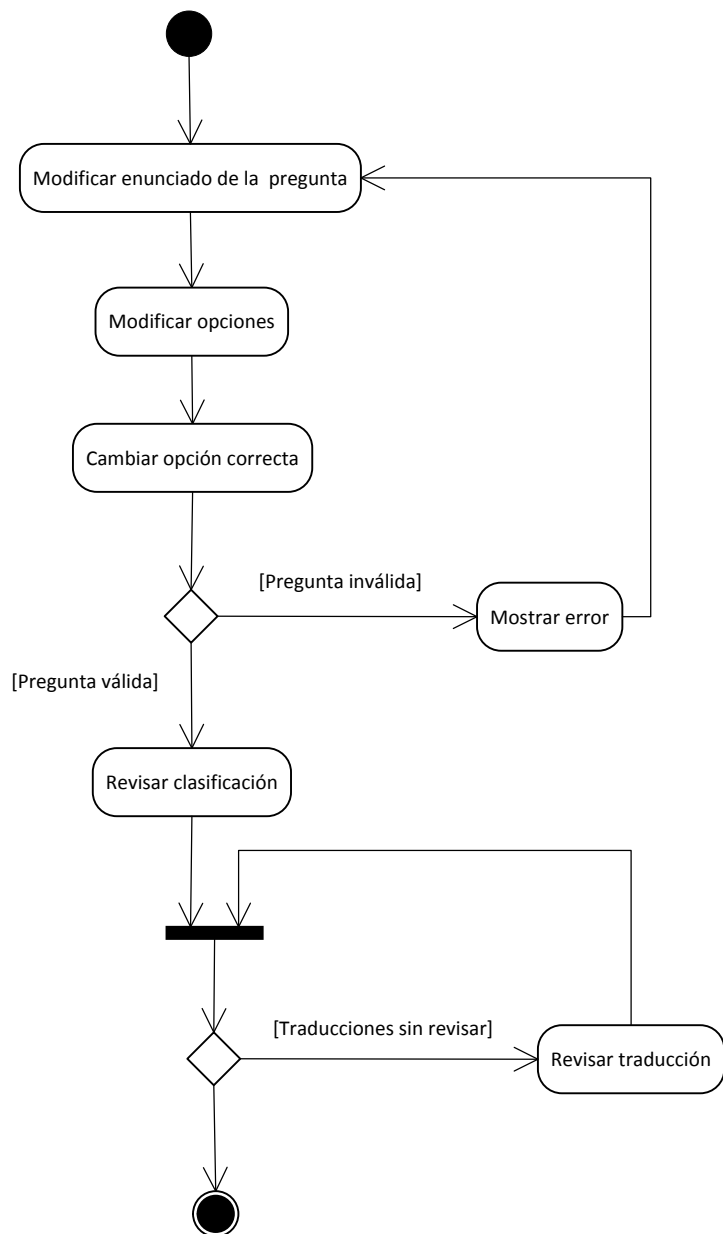 Modificar enunciado de la  pregunta
Modificar opciones
Cambiar opción correcta
[Pregunta inválida]
Mostrar error
[Pregunta válida]
Revisar clasificación
[Traducciones sin revisar]
Revisar traducción